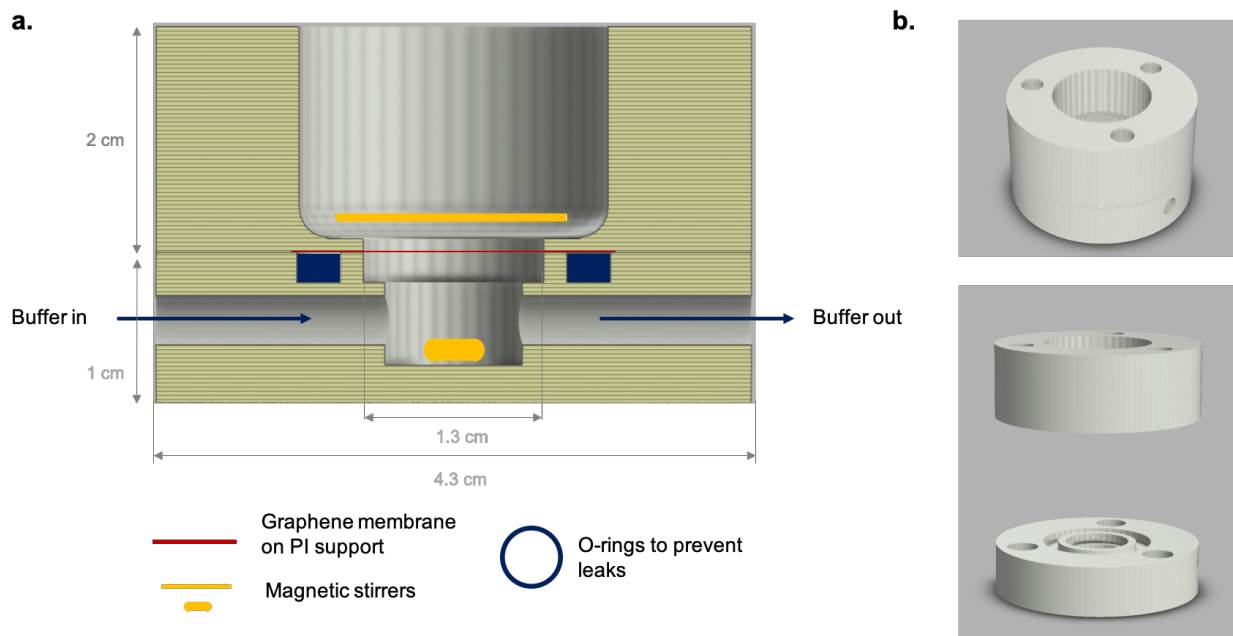 a.
b.
2 cm
Buffer in
Buffer out
1 cm
1.3 cm
4.3 cm
Graphene membrane
on PI support
O-rings to prevent
leaks
Magnetic stirrers